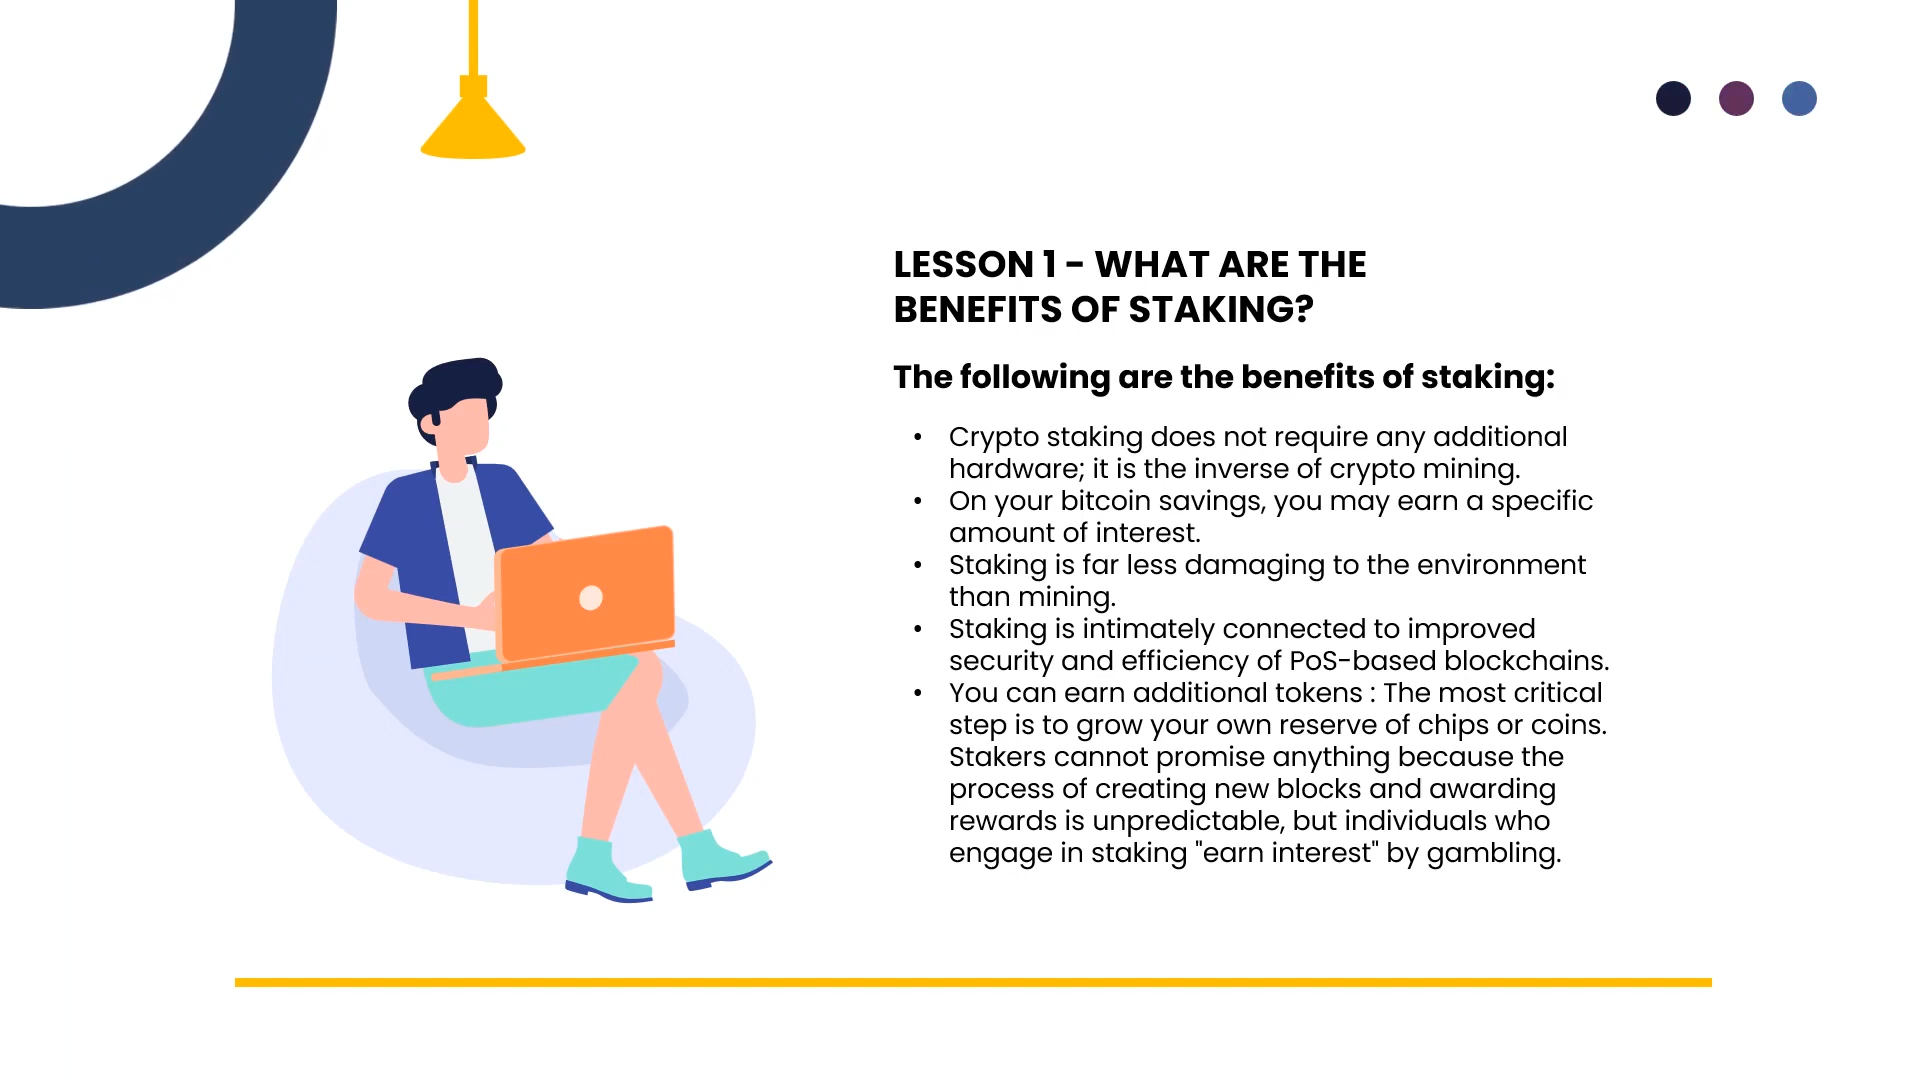 LESSON 1 - WHAT ARE THE
BENEFITS OF STAKING?
The following are the benefits of staking:
• Crypto staking does not require any additional
hardware; it is the inverse of crypto mining.
• On your bitcoin savings, you may earn a specific
amount of interest.
• Staking is far less damaging to the environment
than mining.
• Staking is intimately connected to improved
security and efficiency of PoS-based blockchains.
• You can earn additional tokens : The most critical
step is to grow your own reserve of chips or coins.
Stakers cannot promise anything because the
process of creating new blocks and awarding
rewards is unpredictable, but individuals who
engage in staking "earn interest" by gambling.